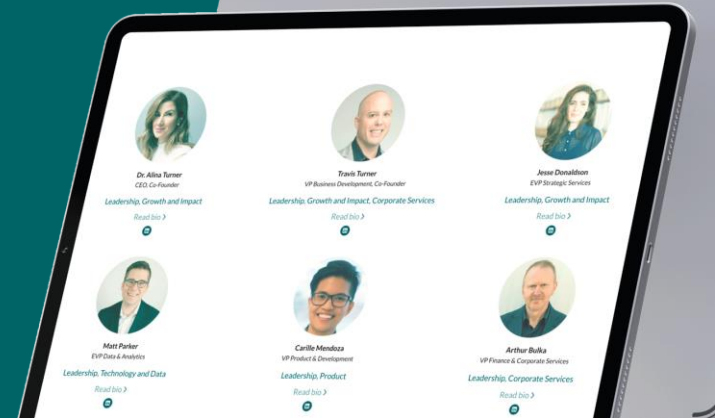 Dr. Alina Turner
CEO, Co-Founder
Leadership, Growth and Impact
Read bio >
Travis Turner
VP Business Development, Co-Founder
Leadership, Growth and Impact, Corporate Services
Read bio >
Jesse Donaldson
EVP Strategic Services
Leadership, Growth and Impact
Read bio >
Matt Parker
EVP Data & Analytics
Leadership, Technology and Data
Read bio >
Carille Mendoza
VP Product & Development
Leadership, Product
Read bio >
Arthur Bulka
VP Finance & Corporate Services
Leadership, Corporate Services
Read bio >